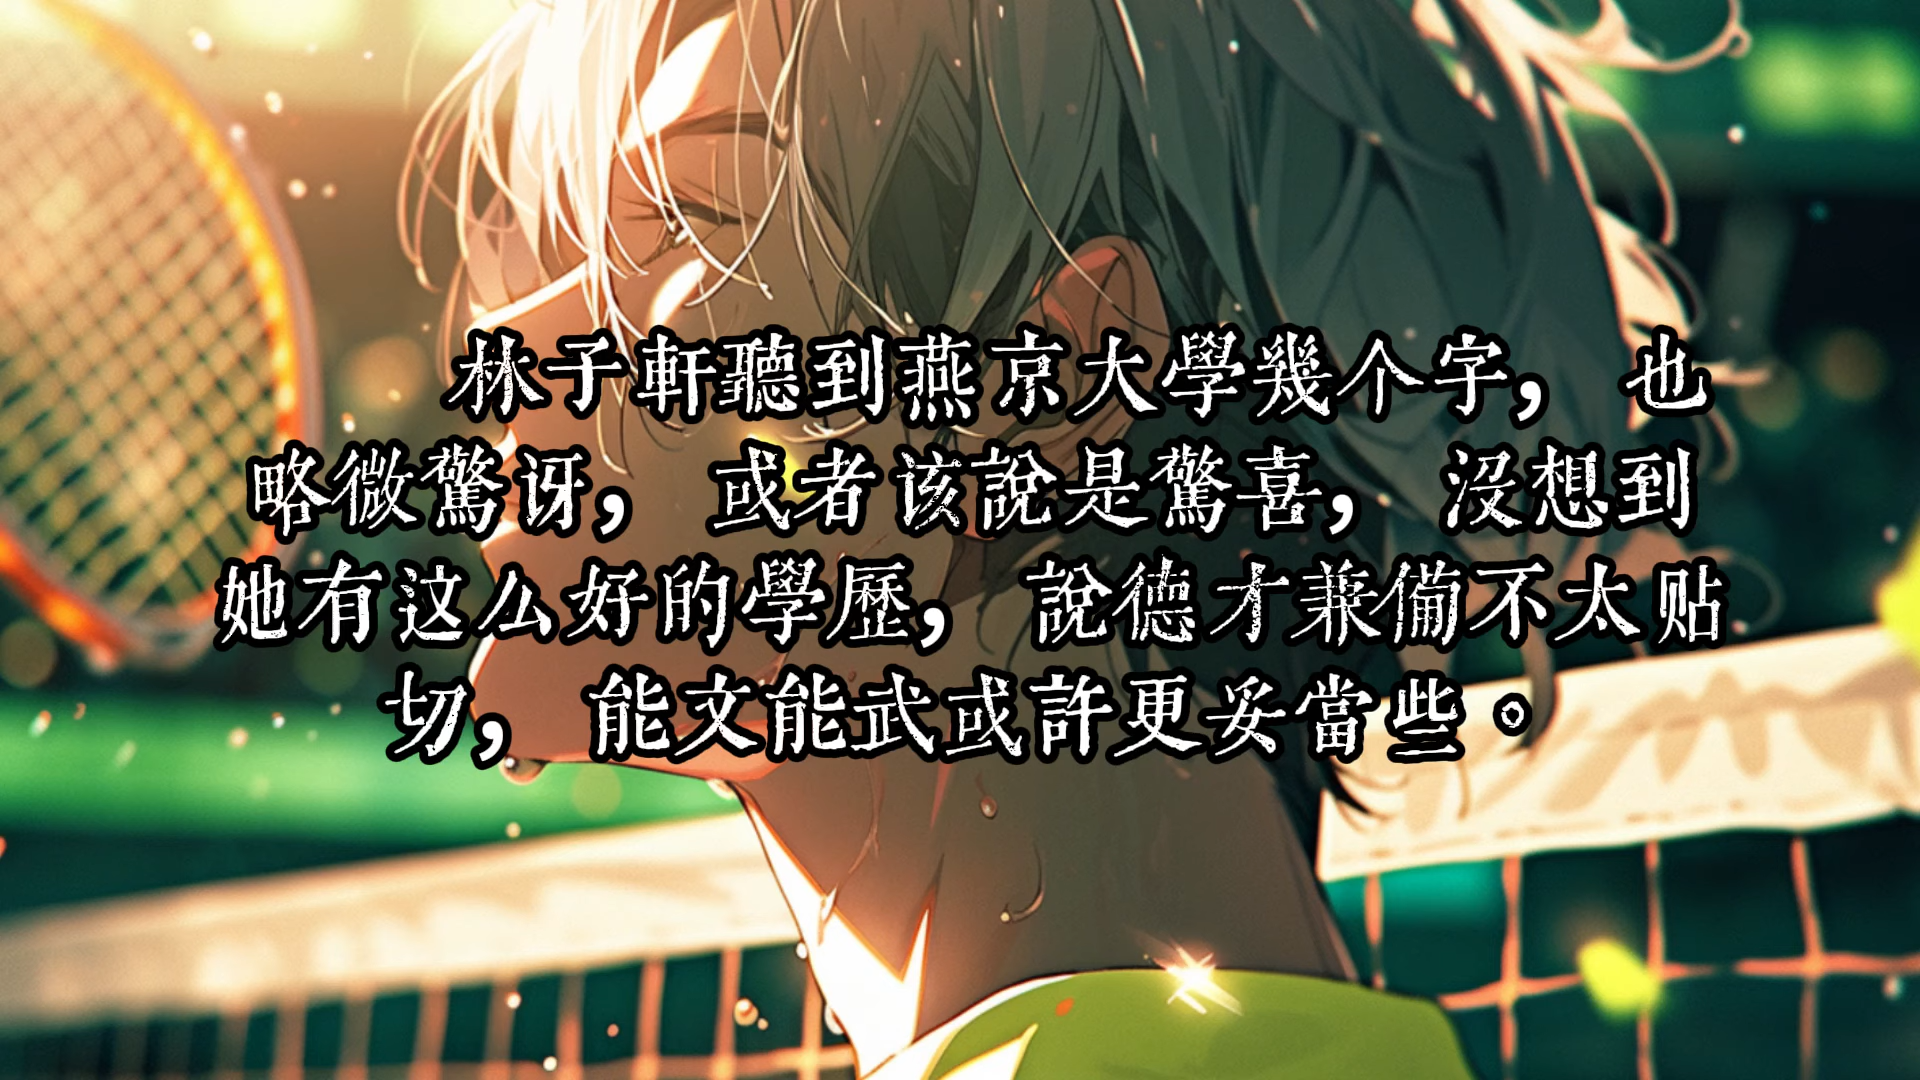 林子軒聽到燕京大學幾个字，也
略微驚讶，或者该說是驚喜，沒想到
她有这么好的學歷，說德才兼備不太贴
切，能文能武或許更妥當些。